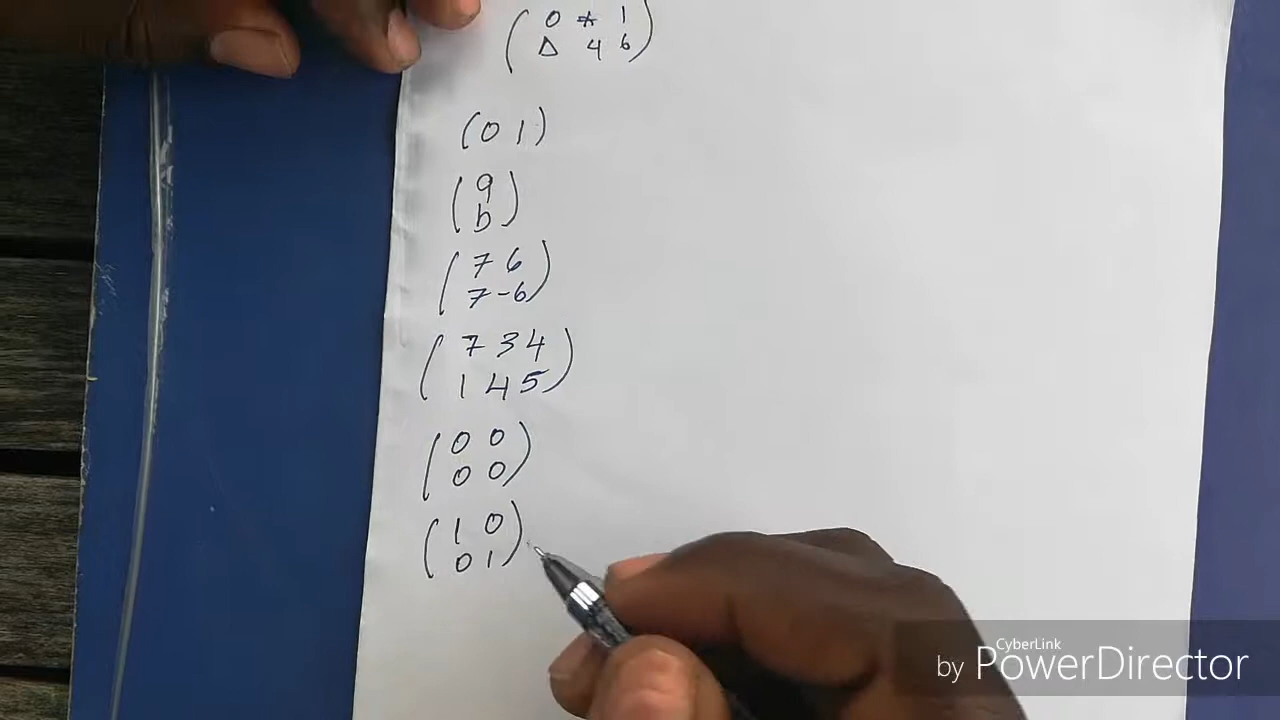 ( 0 * 1 )
( Δ 4 6 )
( 0 1 )
( a )
( b )
( 7 6 )
( 7 -6 )
( 7 3 4 )
( 1 4 5 )
( 0 0 )
( 0 0 )
( 1 0 )
( 0 1 )
CyberLink
by PowerDirector